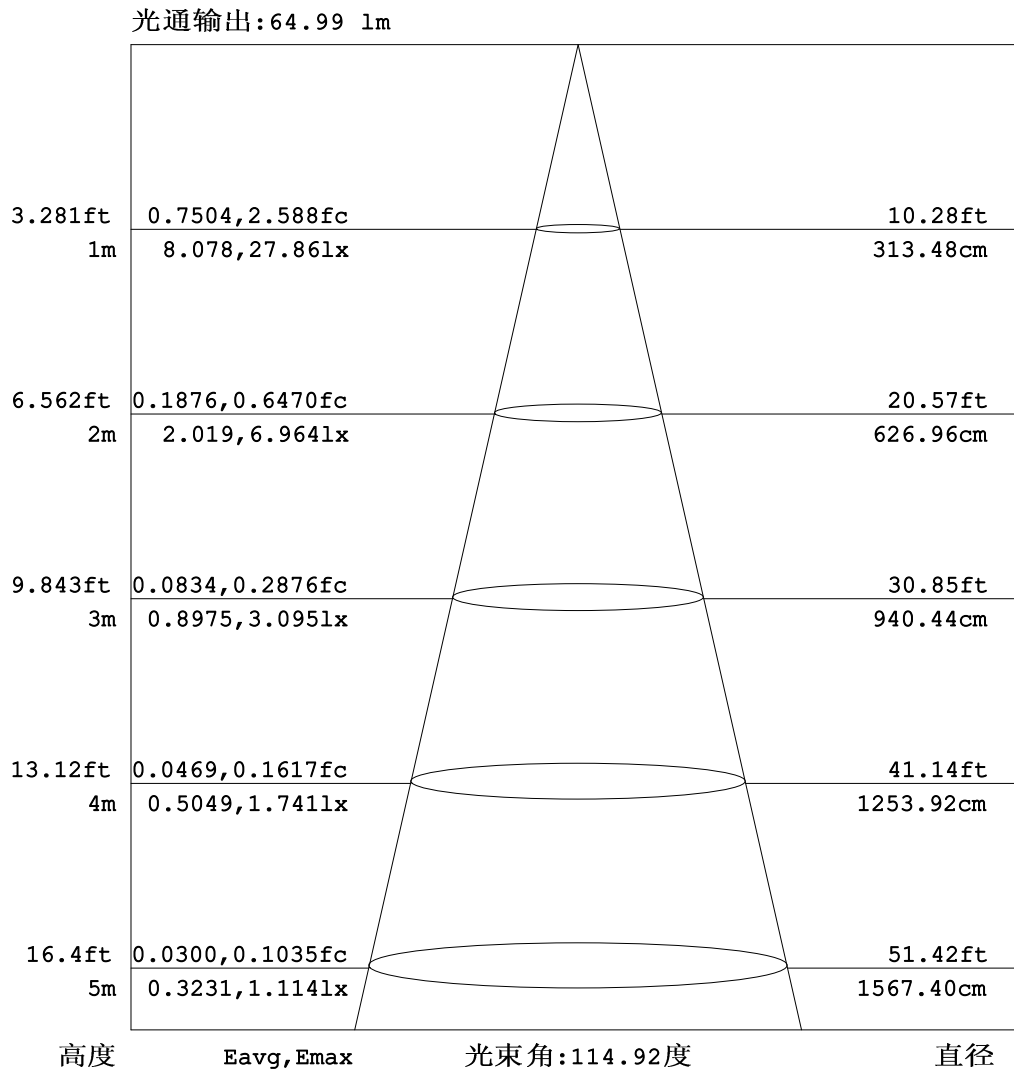 光通输出:64.99 lm
3.281ft 0.7504,2.588fc 10.28ft
1m 8.078,27.86lx 313.48cm
6.562ft 0.1876,0.6470fc 20.57ft
2m 2.019,6.964lx 626.96cm
9.843ft 0.0834,0.2876fc 30.85ft
3m 0.8975,3.095lx 940.44cm
13.12ft 0.0469,0.1617fc 41.14ft
4m 0.5049,1.741lx 1253.92cm
16.4ft 0.0300,0.1035fc 51.42ft
5m 0.3231,1.114lx 1567.40cm
高度 Eavg,Emax 光束角:114.92度 直径